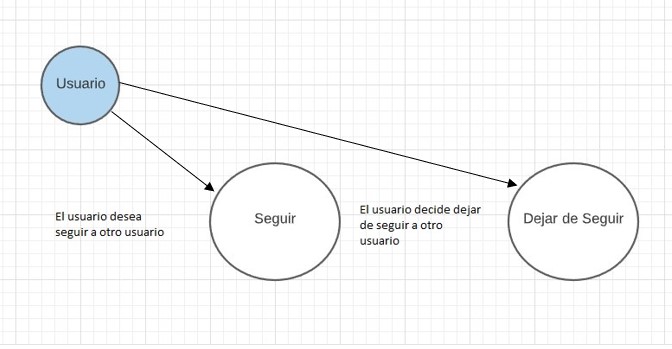 Usuario
El usuario desea
seguir a otro usuario
Seguir
El usuario decide dejar
de seguir a otro
usuario
Dejar de Seguir